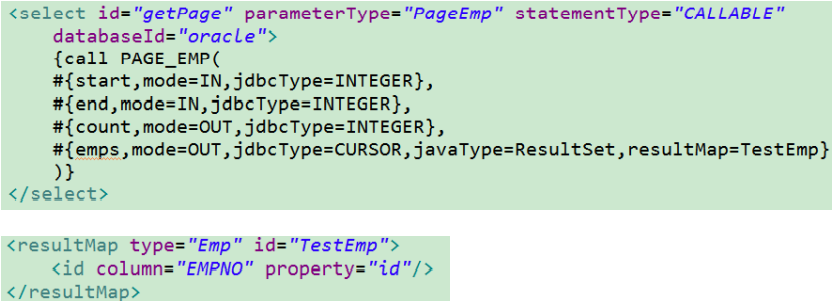 <select id="getPage" parameterType="PageEmp" statementType="CALLABLE"
databaseId="oracle">
{call PAGE_EMP(
#{start,mode=IN,jdbcType=INTEGER},
#{end,mode=IN,jdbcType=INTEGER},
#{count,mode=OUT,jdbcType=INTEGER},
#{emps,mode=OUT,jdbcType=CURSOR,javaType=ResultSet,resultMap=TestEmp}
)}
</select>
<resultMap type="Emp" id="TestEmp">
<id column="EMPNO" property="id"/>
</resultMap>